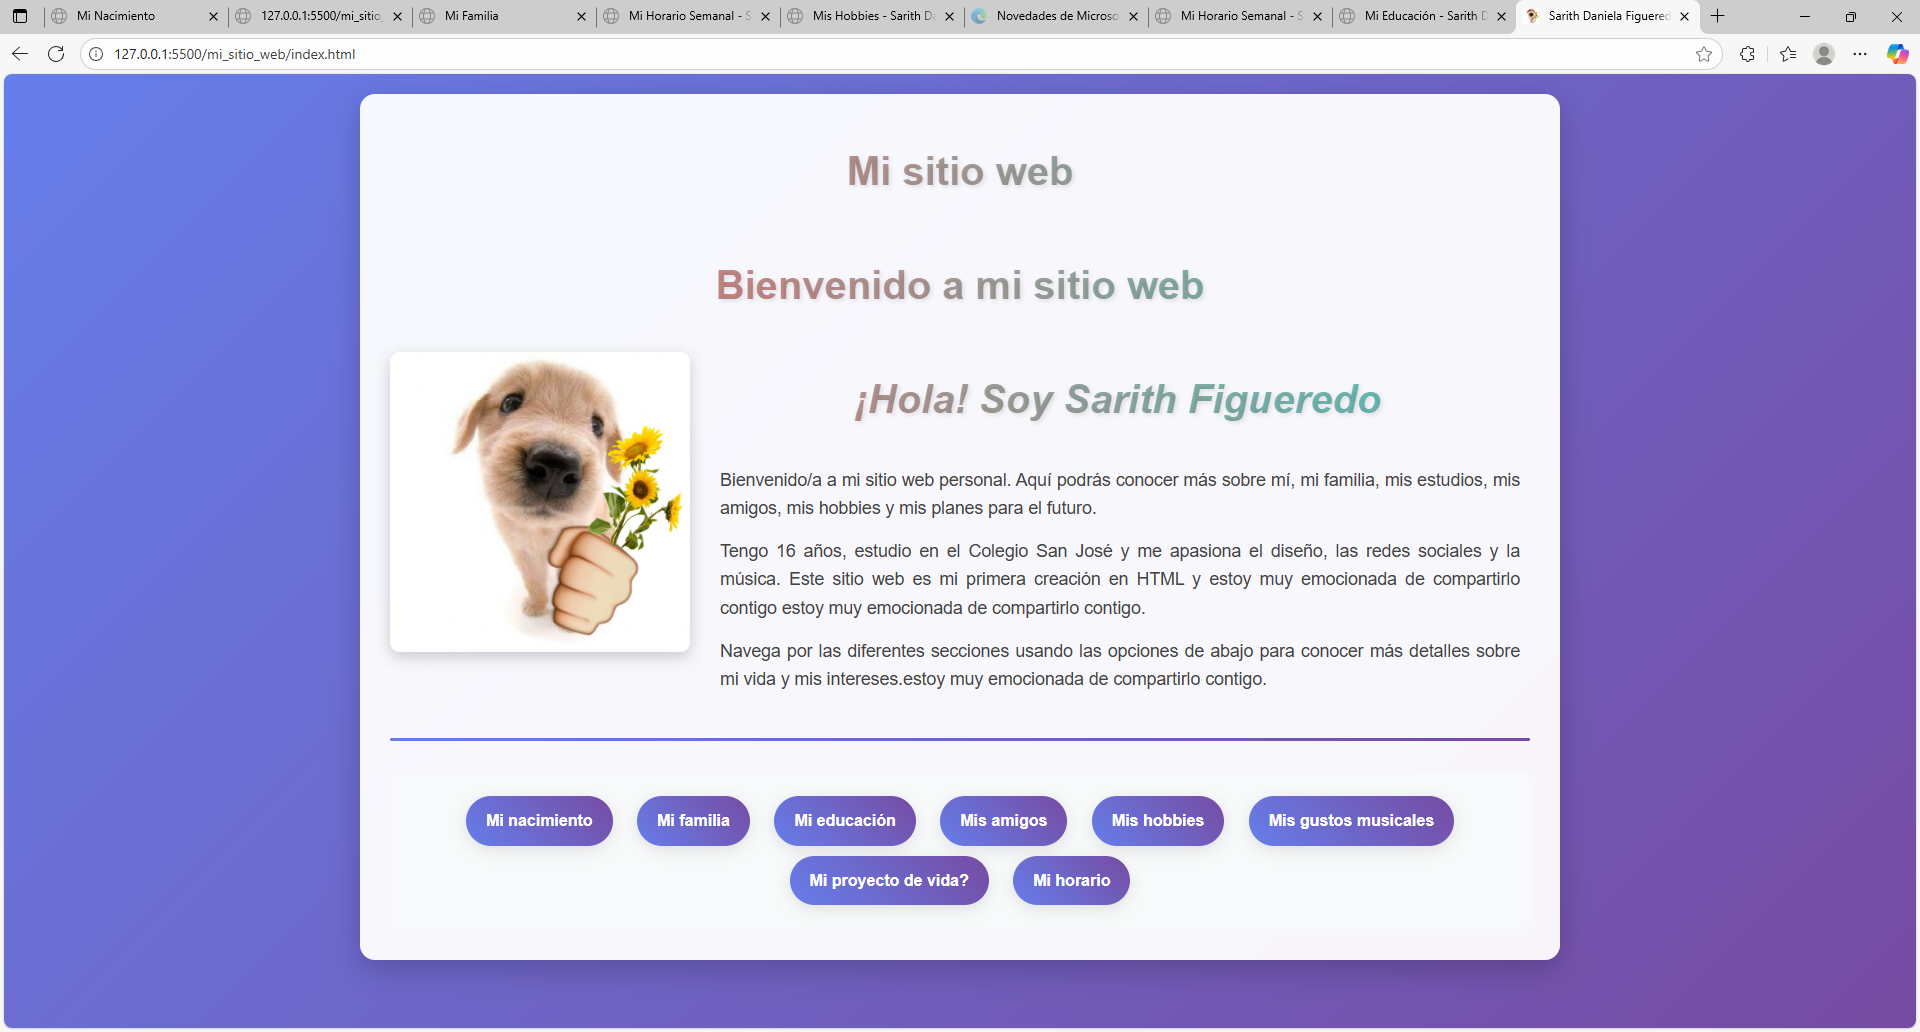 Mi Nacimiento
127.0.0.1:5500/mi_sitio_
Mi Familia
Mi Horario Semanal - S
Mis Hobbies - Sarith Da
Novedades de Microso
Mi Horario Semanal - S
Mi Educación - Sarith D
Sarith Daniela Figuered
127.0.0.1:5500/mi_sitio_web/index.html
Mi sitio web
Bienvenido a mi sitio web
¡Hola! Soy Sarith Figueredo
Bienvenido/a a mi sitio web personal. Aquí podrás conocer más sobre mí, mi familia, mis estudios, mis
amigos, mis hobbies y mis planes para el futuro.
Tengo 16 años, estudio en el Colegio San José y me apasiona el diseño, las redes sociales y la
música. Este sitio web es mi primera creación en HTML y estoy muy emocionada de compartirlo
contigo estoy muy emocionada de compartirlo contigo.
Navega por las diferentes secciones usando las opciones de abajo para conocer más detalles sobre
mi vida y mis intereses.estoy muy emocionada de compartirlo contigo.
Mi nacimiento
Mi familia
Mi educación
Mis amigos
Mis hobbies
Mis gustos musicales
Mi proyecto de vida?
Mi horario